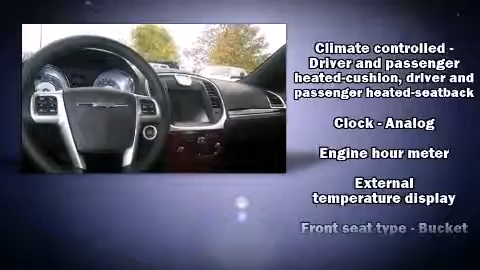 Climate controlled -
Driver and passenger
heated-cushion, driver and
passenger heated-seatback
Clock - Analog
Engine hour meter
External
temperature display
Front seat type - Bucket